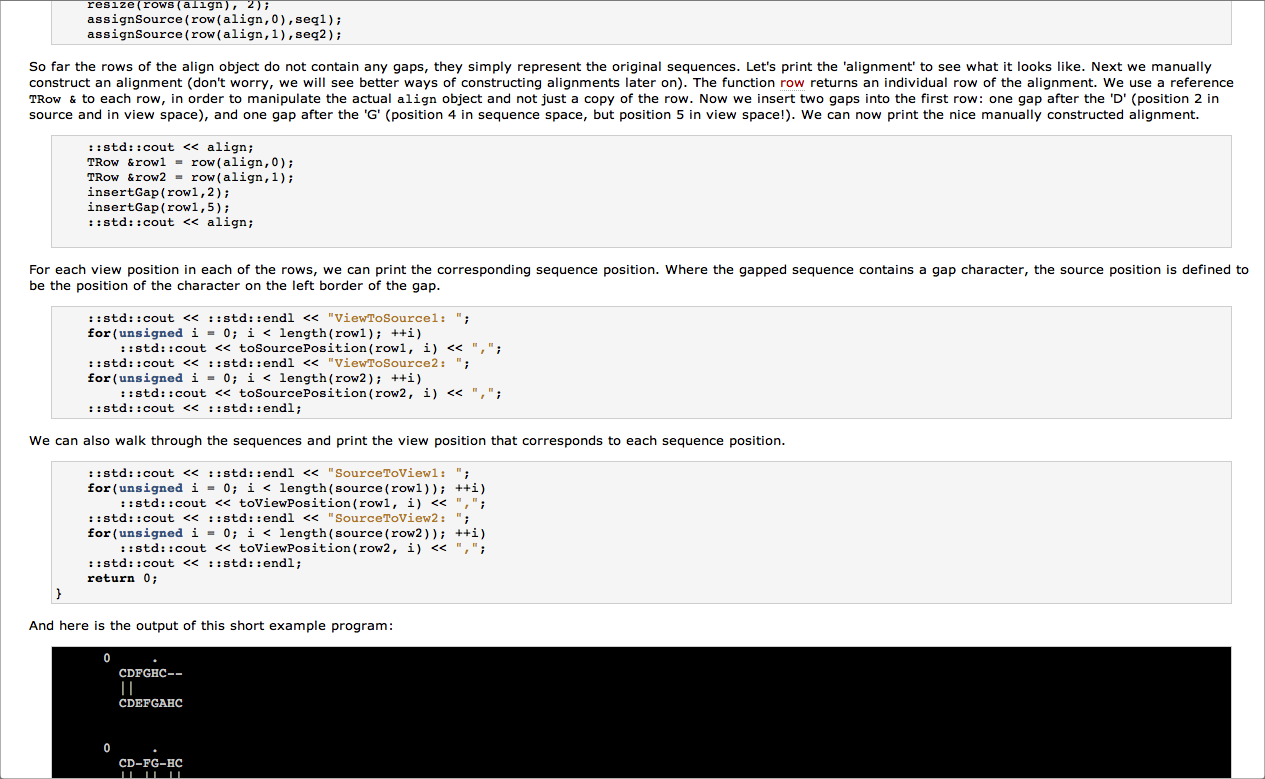 resize(rows(align), 2);
assignSource(row(align,0),seq1);
assignSource(row(align,1),seq2);
So far the rows of the align object do not contain any gaps, they simply represent the original sequences. Let's print the 'alignment' to see what it looks like. Next we manually
construct an alignment (don't worry, we will see better ways of constructing alignments later on). The function row returns an individual row of the alignment. We use a reference
TRow & to each row, in order to manipulate the actual align object and not just a copy of the row. Now we insert two gaps into the first row: one gap after the 'D' (position 2 in
source and in view space), and one gap after the 'G' (position 4 in sequence space, but position 5 in view space!). We can now print the nice manually constructed alignment.
::std::cout << align;
TRow &row1 = row(align,0);
TRow &row2 = row(align,1);
insertGap(row1,2);
insertGap(row1,5);
::std::cout << align;
For each view position in each of the rows, we can print the corresponding sequence position. Where the gapped sequence contains a gap character, the source position is defined to
be the position of the character on the left border of the gap.
::std::cout << ::std::endl << "ViewToSource1: ";
for(unsigned i = 0; i < length(row1); ++i)
::std::cout << toSourcePosition(row1, i) << ",";
::std::cout << ::std::endl << "ViewToSource2: ";
for(unsigned i = 0; i < length(row2); ++i)
::std::cout << toSourcePosition(row2, i) << ",";
::std::cout << ::std::endl;
We can also walk through the sequences and print the view position that corresponds to each sequence position.
::std::cout << ::std::endl << "SourceToView1: ";
for(unsigned i = 0; i < length(source(row1)); ++i)
::std::cout << toViewPosition(row1, i) << ",";
::std::cout << ::std::endl << "SourceToView2: ";
for(unsigned i = 0; i < length(source(row2)); ++i)
::std::cout << toViewPosition(row2, i) << ",";
::std::cout << ::std::endl;
return 0;
}
And here is the output of this short example program:
0     .
CDFGHC--
||
CDEFGAHC
0     .
CD-FG-HC
|| || ||